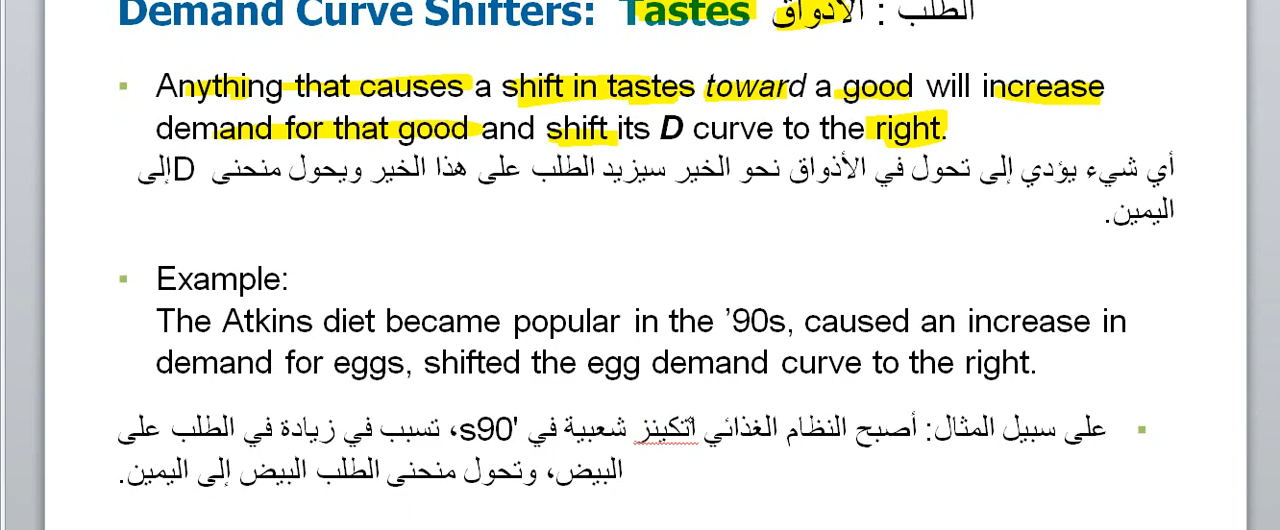 Demand Curve Shifters: Tastes الطلب : الأذواق
▪ Anything that causes a shift in tastes toward a good will increase
demand for that good and shift its D curve to the right.
أي شيء يؤدي إلى تحول في الأذواق نحو الخير سيزيد الطلب على هذا الخير ويحول منحنى D إلى
اليمين.
▪ Example:
The Atkins diet became popular in the ’90s, caused an increase in
demand for eggs, shifted the egg demand curve to the right.
▪ على سبيل المثال: أصبح النظام الغذائي أتكينز شعبية في '90s، تسبب في زيادة في الطلب على
البيض، وتحول منحنى الطلب البيض إلى اليمين.